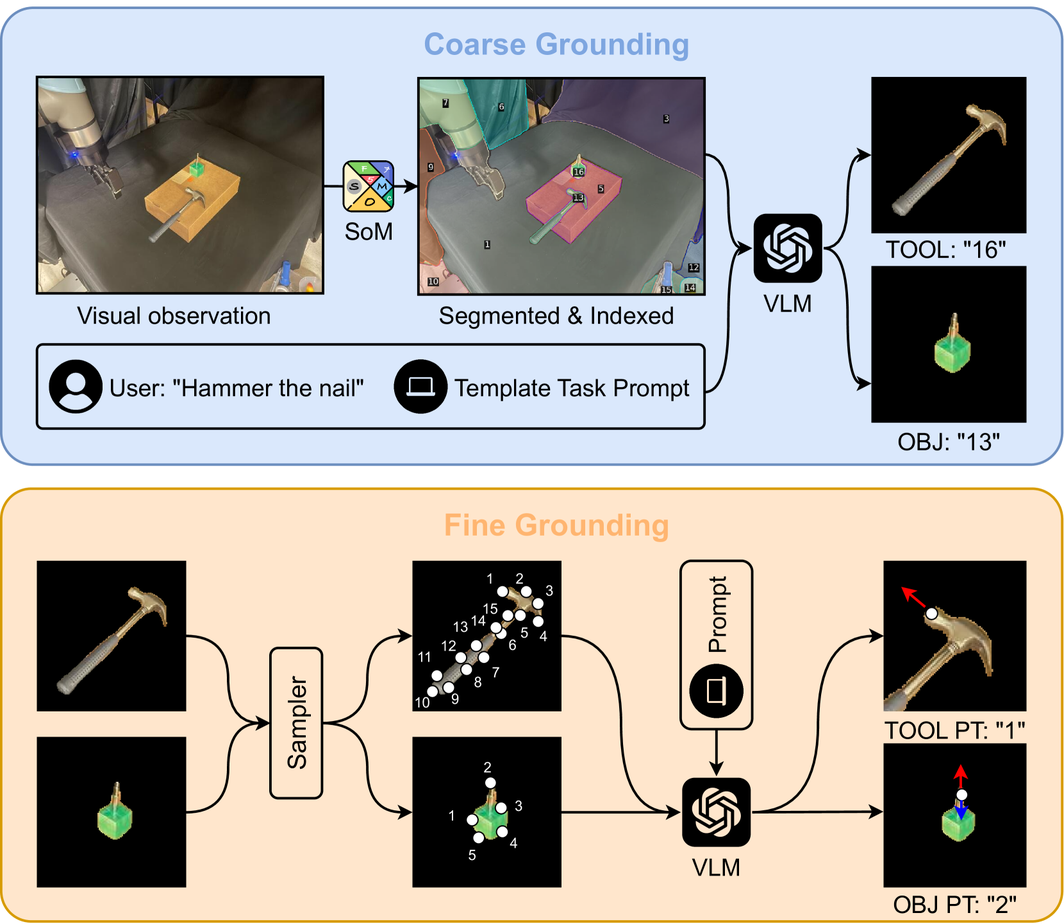 Coarse Grounding
7
6
3
9
16
5
13
1
12
10
15
14
S
M
O
SoM
VLM
TOOL: "16"
Visual observation
Segmented & Indexed
User: "Hammer the nail"
Template Task Prompt
OBJ: "13"
Fine Grounding
1
2
3
15
14
13
5
4
6
12
7
11
8
10
9
Sampler
Prompt
TOOL PT: "1"
2
3
1
4
5
VLM
OBJ PT: "2"